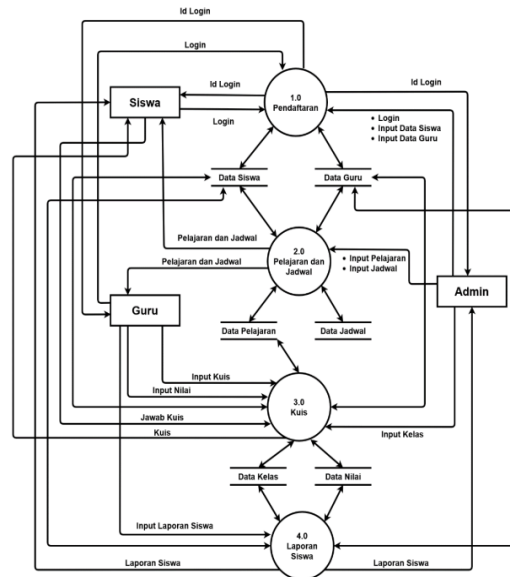 Id Login
Login
Siswa
Id Login
Login
1.0
Pendaftaran
Id Login
• Login
• Input Data Siswa
• Input Data Guru
Data Siswa
Data Guru
Pelajaran dan Jadwal
2.0
Pelajaran dan
Jadwal
• Input Pelajaran
• Input Jadwal
Pelajaran dan Jadwal
Admin
Guru
Data Pelajaran
Data Jadwal
Input Kuis
Input Nilai
3.0
Kuis
Jawab Kuis
Kuis
Input Kelas
Data Kelas
Data Nilai
Input Laporan Siswa
4.0
Laporan
Siswa
Laporan Siswa
Laporan Siswa